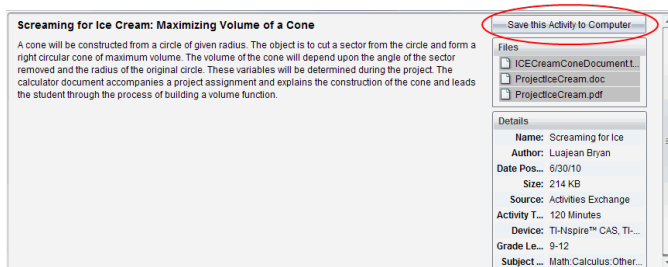 Screaming for Ice Cream: Maximizing Volume of a Cone
A cone will be constructed from a circle of given radius. The object is to cut a sector from the circle and form a
right circular cone of maximum volume. The volume of the cone will depend upon the angle of the sector
removed and the radius of the original circle. These variables will be determined during the project. The
calculator document accompanies a project assignment and explains the construction of the cone and leads
the student through the process of building a volume function.
Save this Activity to Computer
Files
ICECreamConeDocument.t...
ProjectIceCream.doc
ProjectIceCream.pdf
Details
Name: Screaming for Ice
Author: Luajean Bryan
Date Pos... 6/30/10
Size: 214 KB
Source: Activities Exchange
Activity T... 120 Minutes
Device: TI-Nspire™ CAS, TI-...
Grade Le... 9-12
Subject ... Math:Calculus:Other...